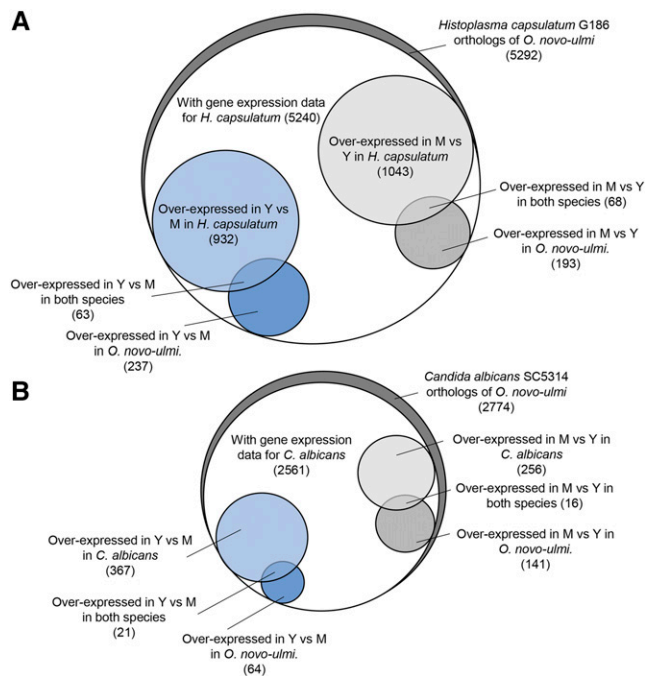 A
Histoplasma capsulatum G186
orthologs of O. novo-ulmi
(5292)
With gene expression data
for H. capsulatum (5240)
Over-expressed in M vs
Y in H. capsulatum
(1043)
Over-expressed in Y vs
M in H. capsulatum
(932)
Over-expressed in M vs Y
in both species (68)
Over-expressed in M vs Y
in O. novo-ulmi.
(193)
Over-expressed in Y vs M
in both species
(63)
Over-expressed in Y vs M
in O. novo-ulmi.
(237)
B
Candida albicans SC5314
orthologs of O. novo-ulmi
(2774)
With gene expression
data for C. albicans
(2561)
Over-expressed in M vs Y in
C. albicans
(256)
Over-expressed in M vs Y in
both species (16)
Over-expressed in M vs Y in
O. novo-ulmi.
(141)
Over-expressed in Y vs M
in C. albicans
(367)
Over-expressed in Y vs M
in both species
(21)
Over-expressed in Y vs M
in O. novo-ulmi.
(64)